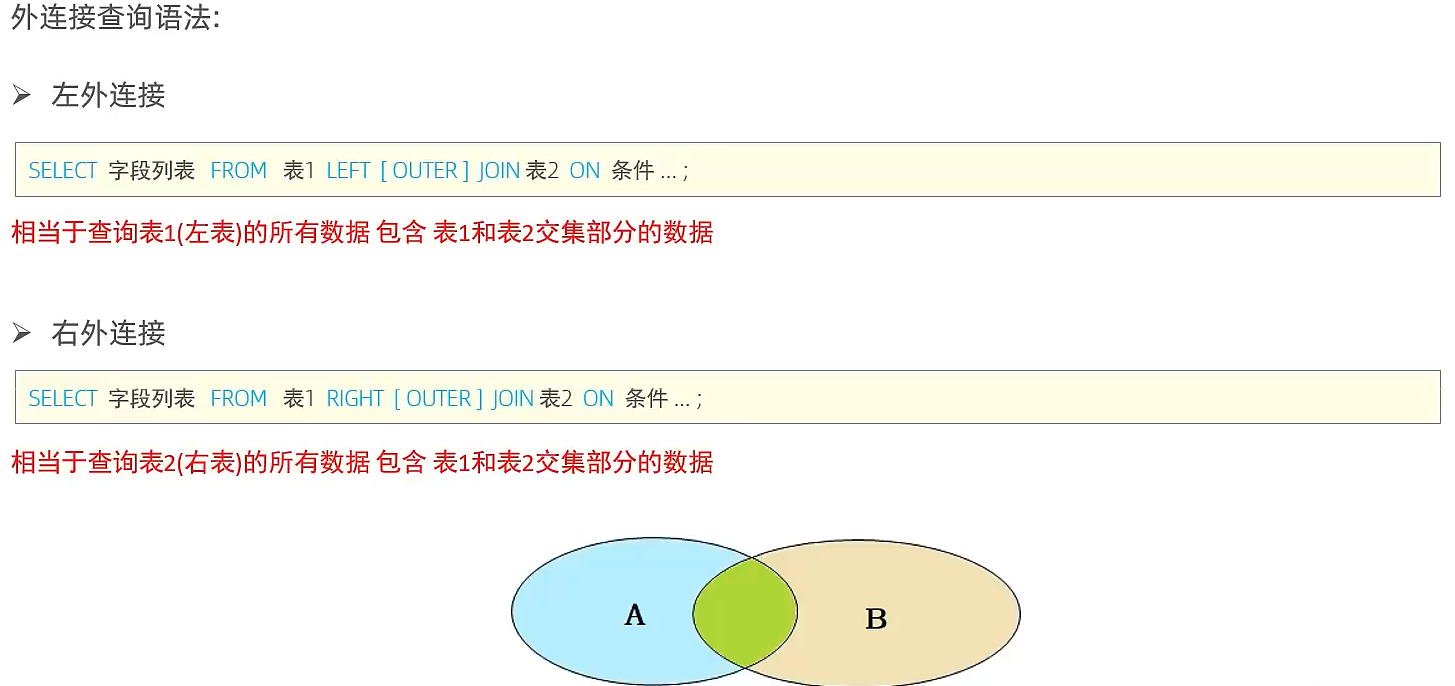 外连接查询语法:
➢ 左外连接
SELECT 字段列表 FROM 表1 LEFT [ OUTER ] JOIN 表2 ON 条件 ... ;
相当于查询表1(左表)的所有数据 包含 表1和表2交集部分的数据
➢ 右外连接
SELECT 字段列表 FROM 表1 RIGHT [ OUTER ] JOIN 表2 ON 条件 ... ;
相当于查询表2(右表)的所有数据 包含 表1和表2交集部分的数据
A B